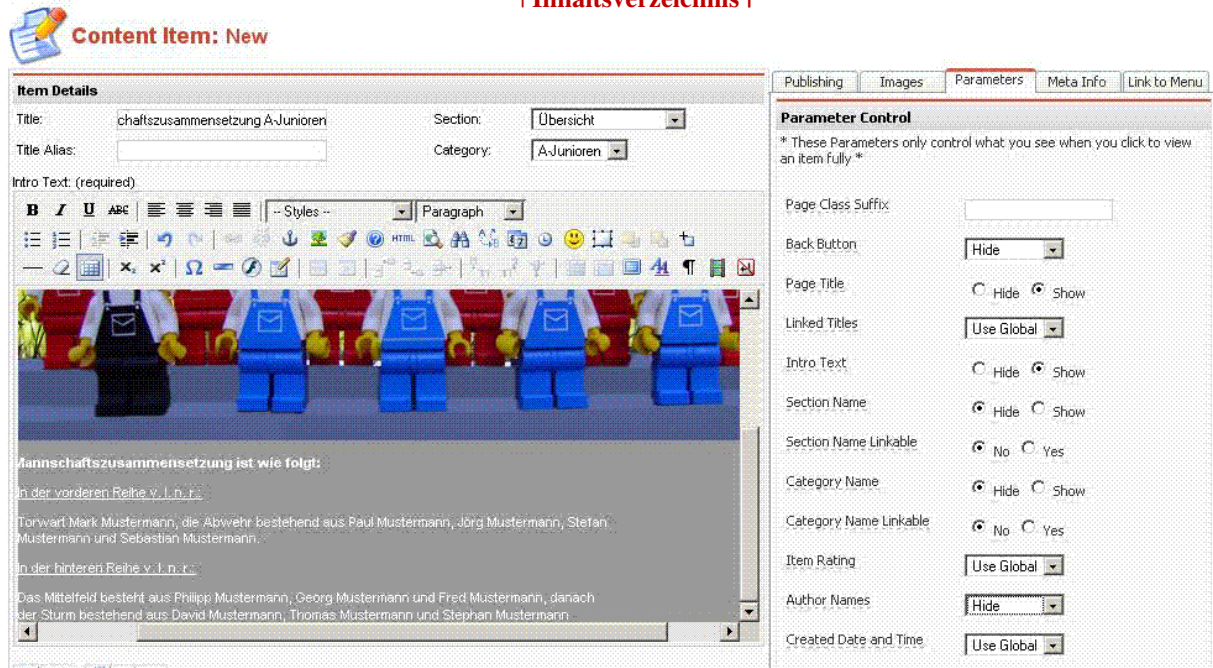 | Inhaltsverzeichnis |
Content Item: New
Item Details
Title: chaftszusammensetzung A-Junioren Section: Übersicht
Title Alias: Category: A-Junioren
Intro Text: (required)
B I U ABC -- Styles -- Paragraph
HTML
Mannschaftszusammensetzung ist wie folgt:
In der vorderen Reihe v. l. n. r.:
Torwart Mark Mustermann, die Abwehr bestehend aus Paul Mustermann, Jörg Mustermann, Stefan
Mustermann und Sebastian Mustermann.
In der hinteren Reihe v. l. n. r.:
Das Mittelfeld besteht aus Philipp Mustermann, Georg Mustermann und Fred Mustermann, danach
der Sturm bestehend aus David Mustermann, Thomas Mustermann und Stephan Mustermann
Publishing Images Parameters Meta Info Link to Menu
Parameter Control
* These Parameters only control what you see when you click to view
an item fully *
Page Class Suffix
Back Button Hide
Page Title Hide Show
Linked Titles Use Global
Intro Text Hide Show
Section Name Hide Show
Section Name Linkable No Yes
Category Name Hide Show
Category Name Linkable No Yes
Item Rating Use Global
Author Names Hide
Created Date and Time Use Global